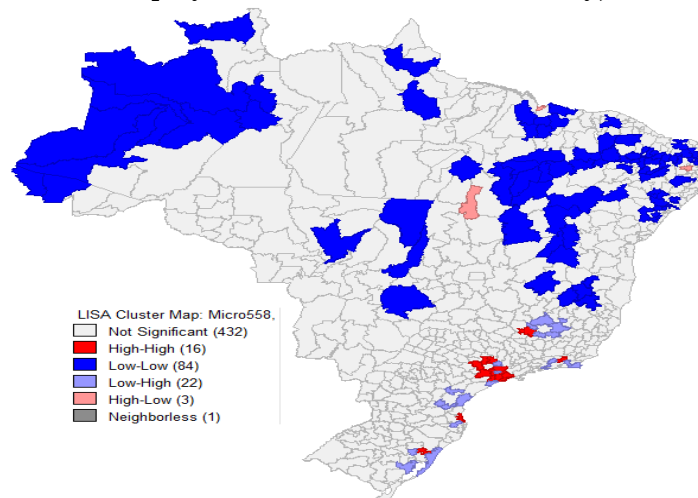 LISA Cluster Map: Micro558,
Not Significant (432)
High-High (16)
Low-Low (84)
Low-High (22)
High-Low (3)
Neighborless (1)